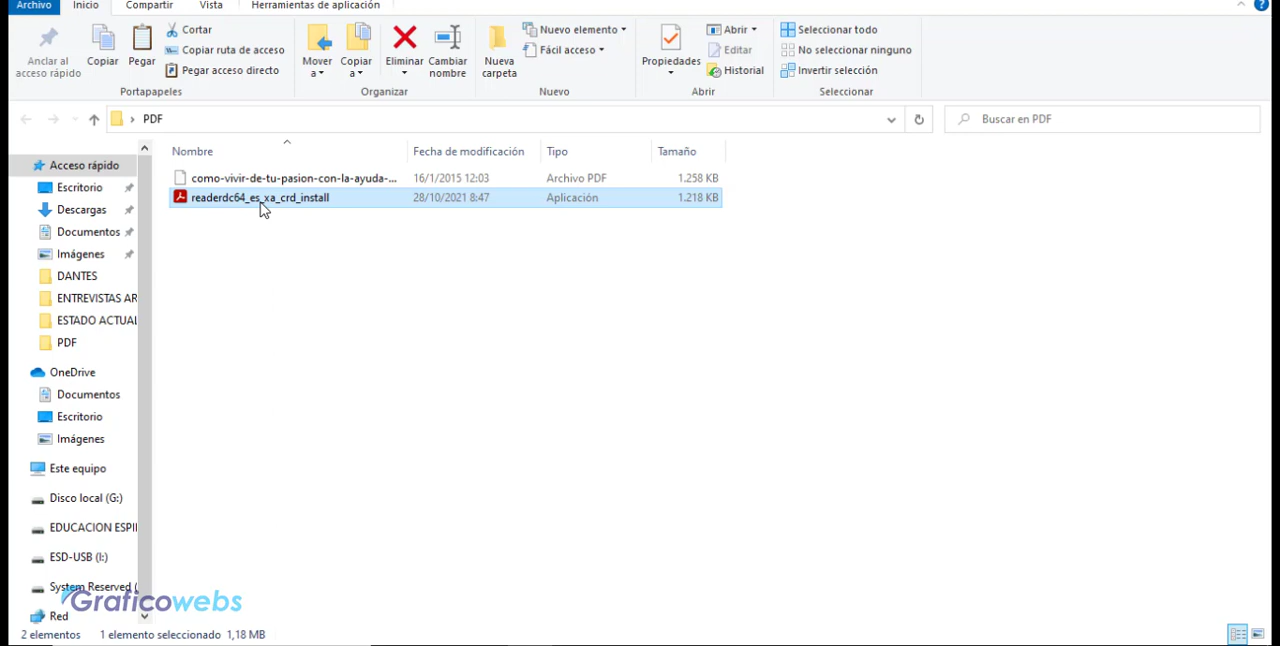 Archivo Inicio Compartir Vista Herramientas de aplicación
Anclar al acceso rápido
Copiar
Pegar
Cortar
Copiar ruta de acceso
Pegar acceso directo
Portapapeles
Mover a
Copiar a
Eliminar
Cambiar nombre
Organizar
Nueva carpeta
Nuevo elemento
Fácil acceso
Nuevo
Propiedades
Abrir
Editar
Historial
Abrir
Seleccionar todo
No seleccionar ninguno
Invertir selección
Seleccionar
PDF
Buscar en PDF
Nombre Fecha de modificación Tipo Tamaño
como-vivir-de-tu-pasion-con-la-ayuda-... 16/1/2015 12:03 Archivo PDF 1.258 KB
readerdc64_es_xa_crd_install 28/10/2021 8:47 Aplicación 1.218 KB
Acceso rápido
Escritorio
Descargas
Documentos
Imágenes
DANTES
ENTREVISTAS AR
ESTADO ACTUAL
PDF
OneDrive
Documentos
Escritorio
Imágenes
Este equipo
Disco local (G:)
EDUCACION ESPI
ESD-USB (I:)
System Reserved (
Graficowebs
Red
2 elementos 1 elemento seleccionado 1,18 MB